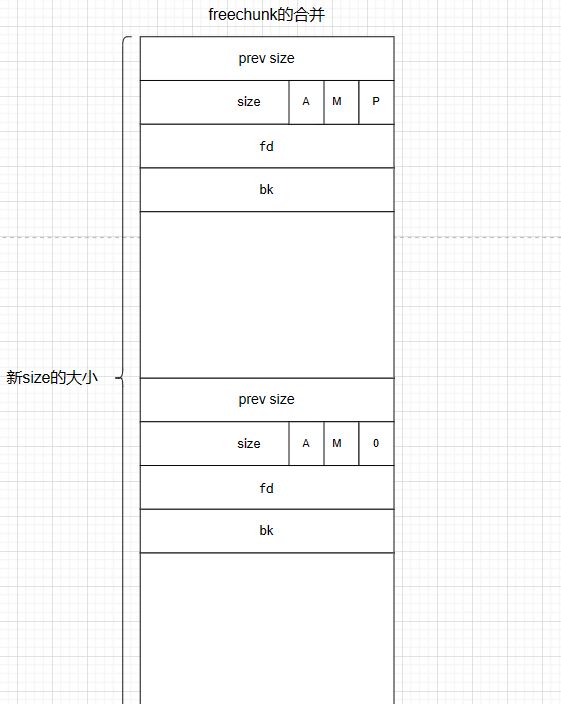 freechunk的合并
prev size
size A M P
fd
bk
新size的大小
prev size
size A M 0
fd
bk